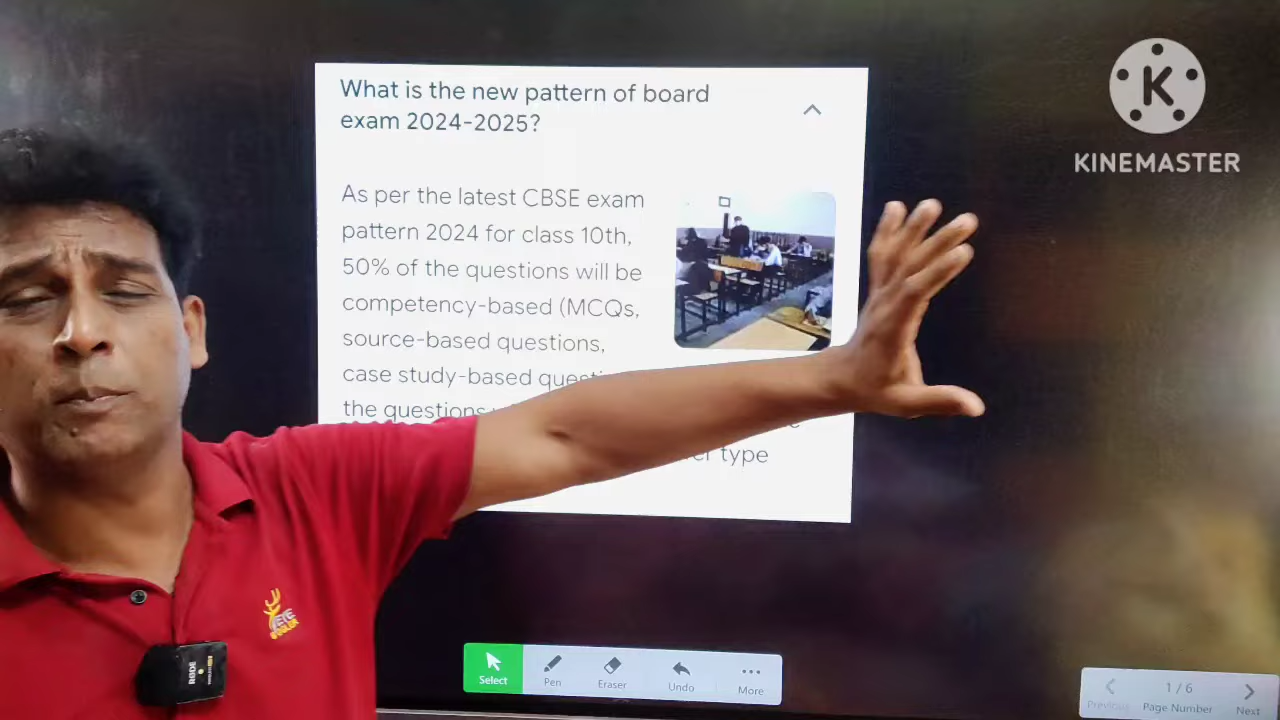 What is the new pattern of board
exam 2024-2025?
As per the latest CBSE exam
pattern 2024 for class 10th,
50% of the questions will be
competency-based (MCQs,
source-based questions,
case study-based
the questions
type
KINEMASTER
RØDE
Select
Pen
Eraser
Undo
More
Previous
1 / 6
Page Number
Next